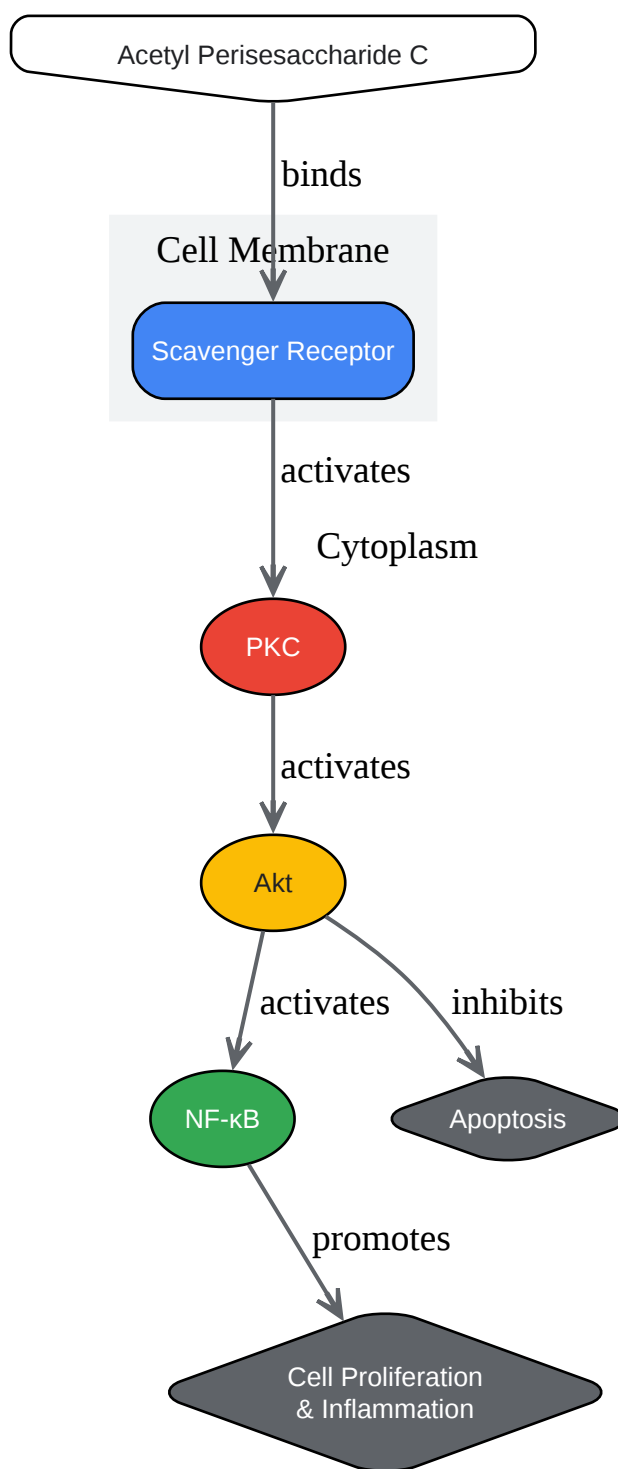 Acetyl Perisesaccharide C
binds
Cell Membrane
Scavenger Receptor
activates
Cytoplasm
PKC
activates
Akt
activates
inhibits
NF-κB
Apoptosis
promotes
Cell Proliferation
& Inflammation